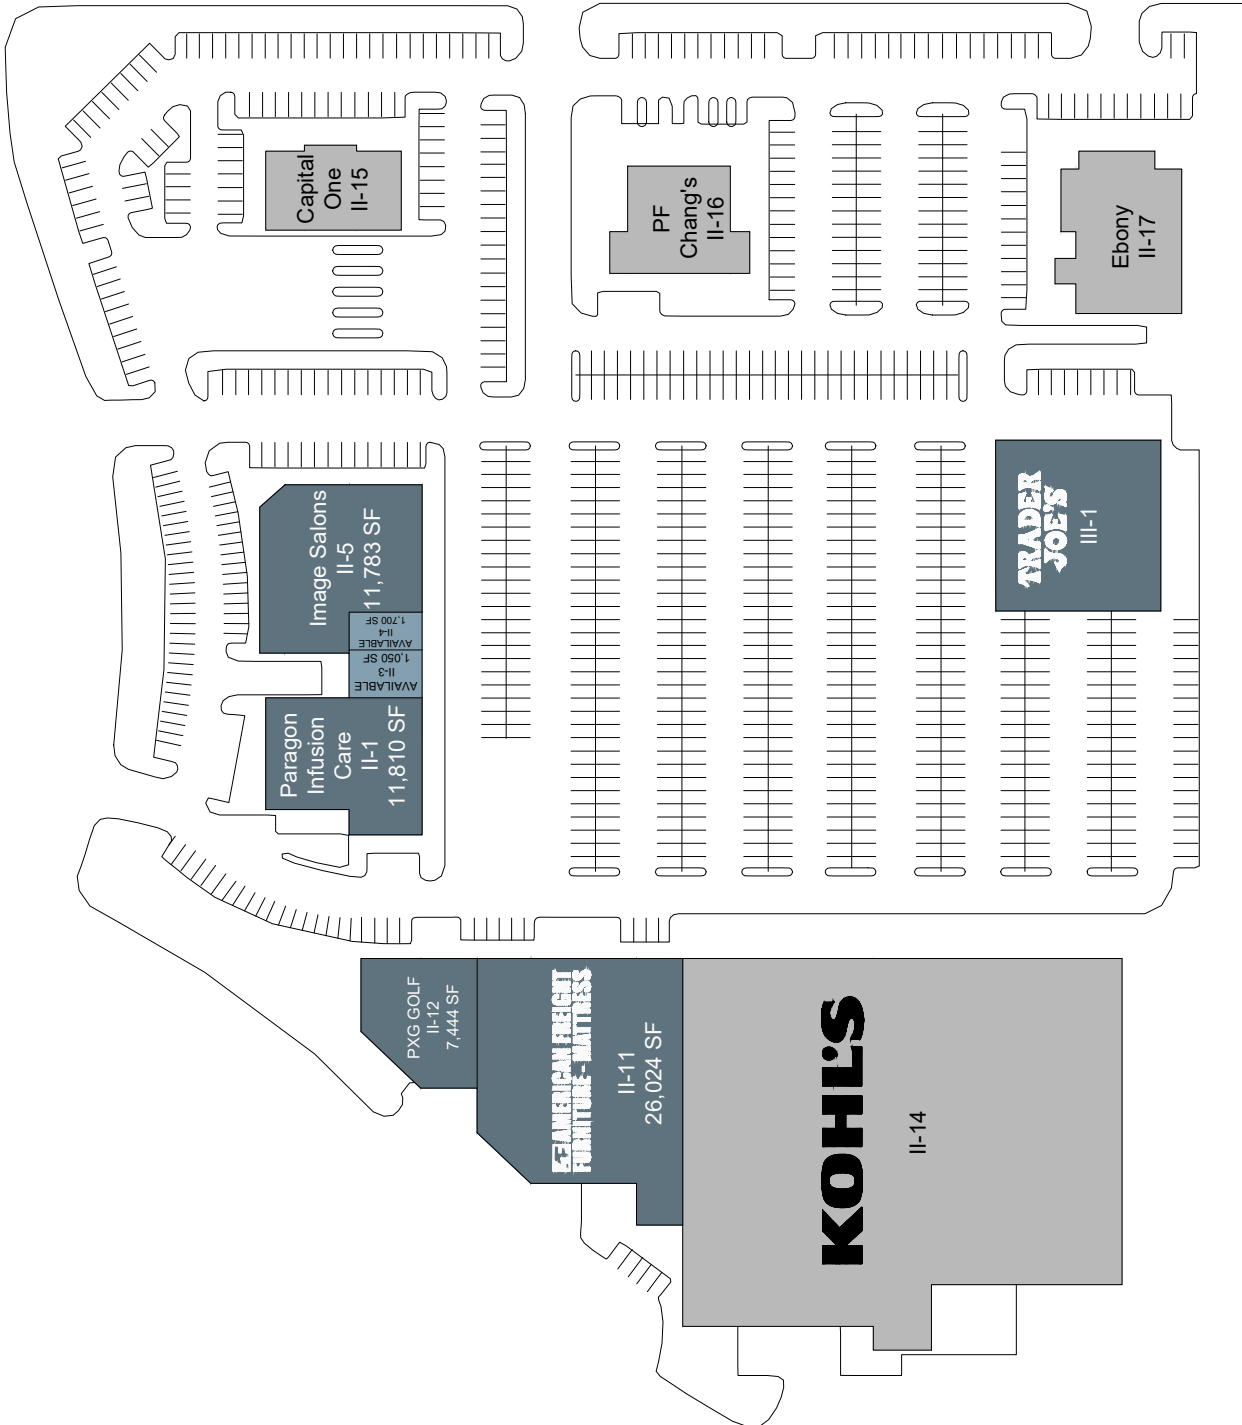 Capital
One
II-15
PF
Chang's
II-16
Ebony
II-17
Image Salons
II-5
11,783 SF
AVAILABLE
II-4
1,700 SF
AVAILABLE
II-3
1,050 SF
Paragon
Infusion
Care
II-1
11,810 SF
TRADER
JOE'S
III-1
PXG GOLF
II-12
7,444 SF
AF AMERICAN FREIGHT
FURNITURE - MATTRESS
II-11
26,024 SF
KOHL'S
II-14